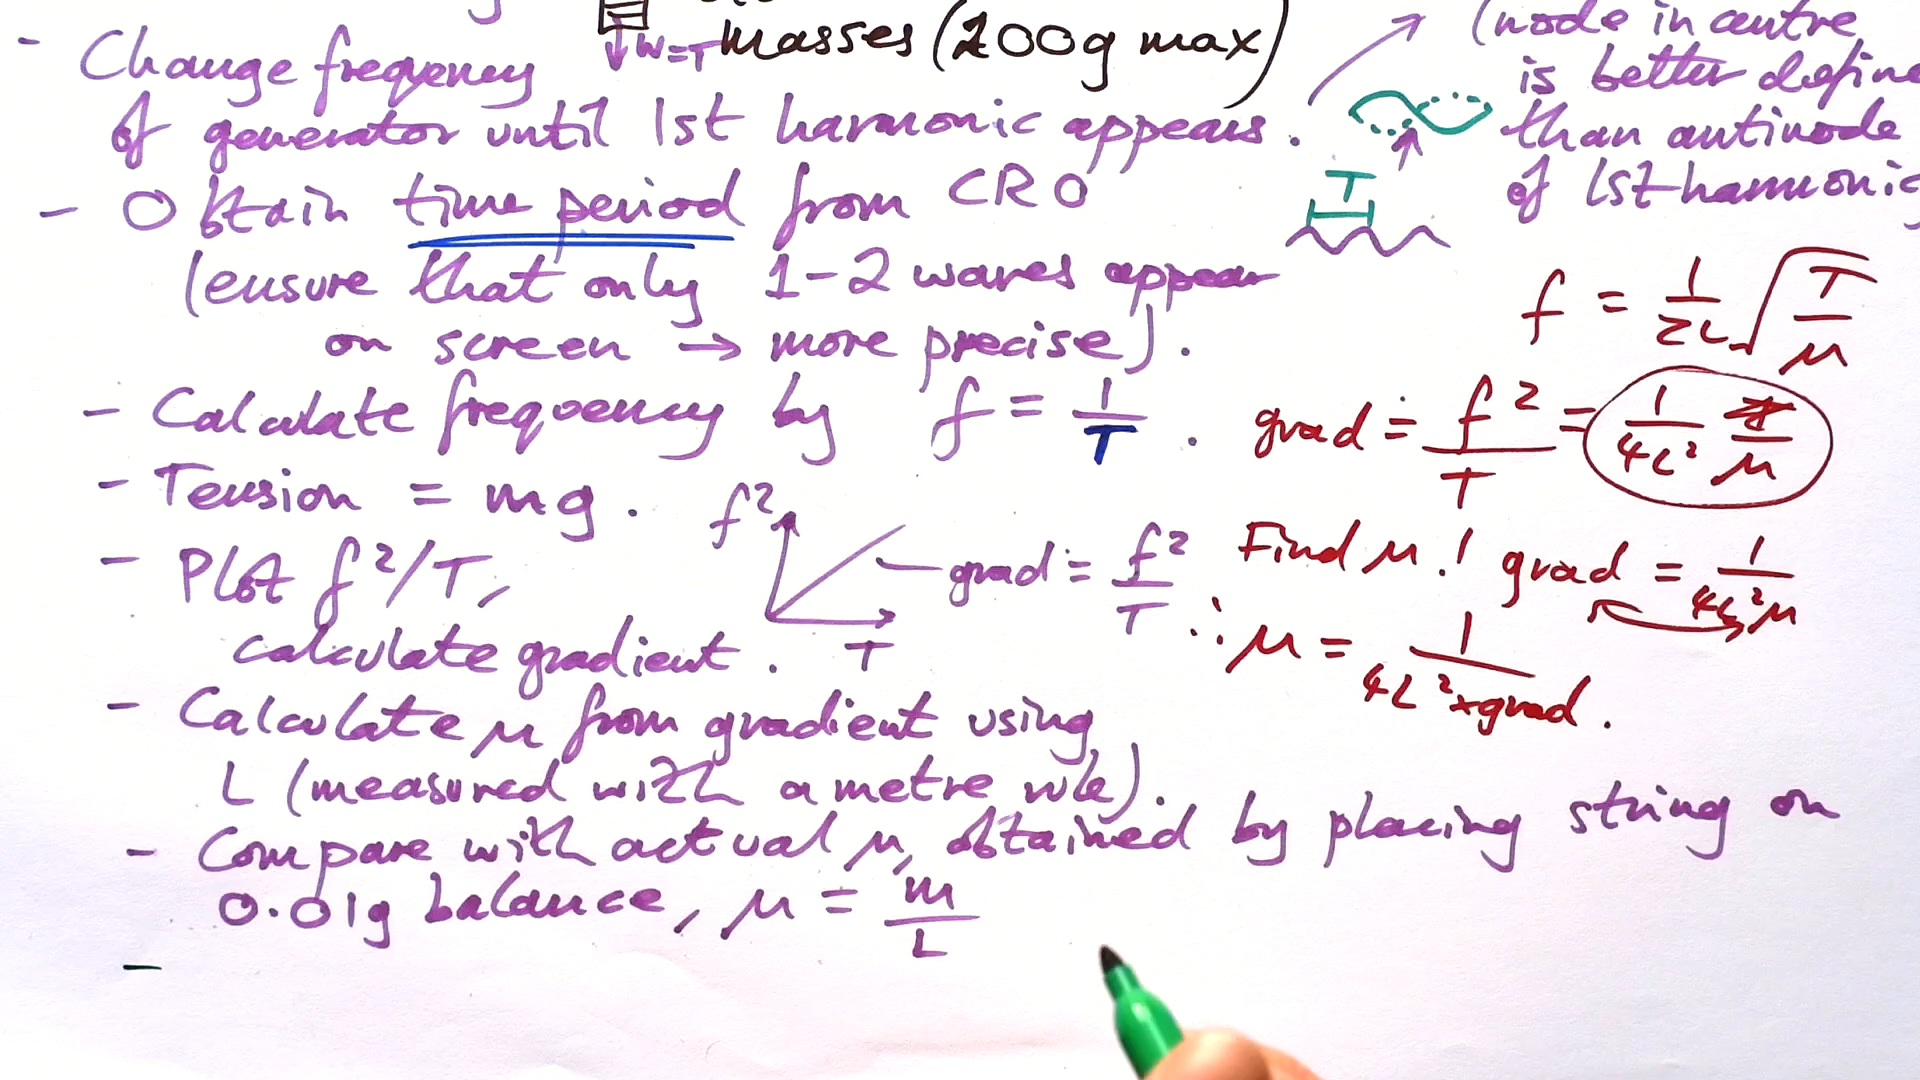 masses (200g max)
↓W=T
- Change frequency
of generator until 1st harmonic appears.
(node in centre
is better define
than antinode
of 1st harmonic
- Obtain time period from CRO
T
(ensure that only 1-2 waves appear
on screen → more precise).
f = 1/2L √T/μ
- Calculate frequency by f = 1/T .
grad = f²/T = 1/4L² T/μ
- Tension = mg .
- Plot f²/T,
calculate gradient .
f²
T
grad = f²/T
Find μ ! grad = 1/4L²μ
∴ μ = 1/4L²×grad .
- Calculate μ from gradient using
L (measured with a metre rule).
- Compare with actual μ, obtained by placing string on
0.01g balance, μ = m/L
-